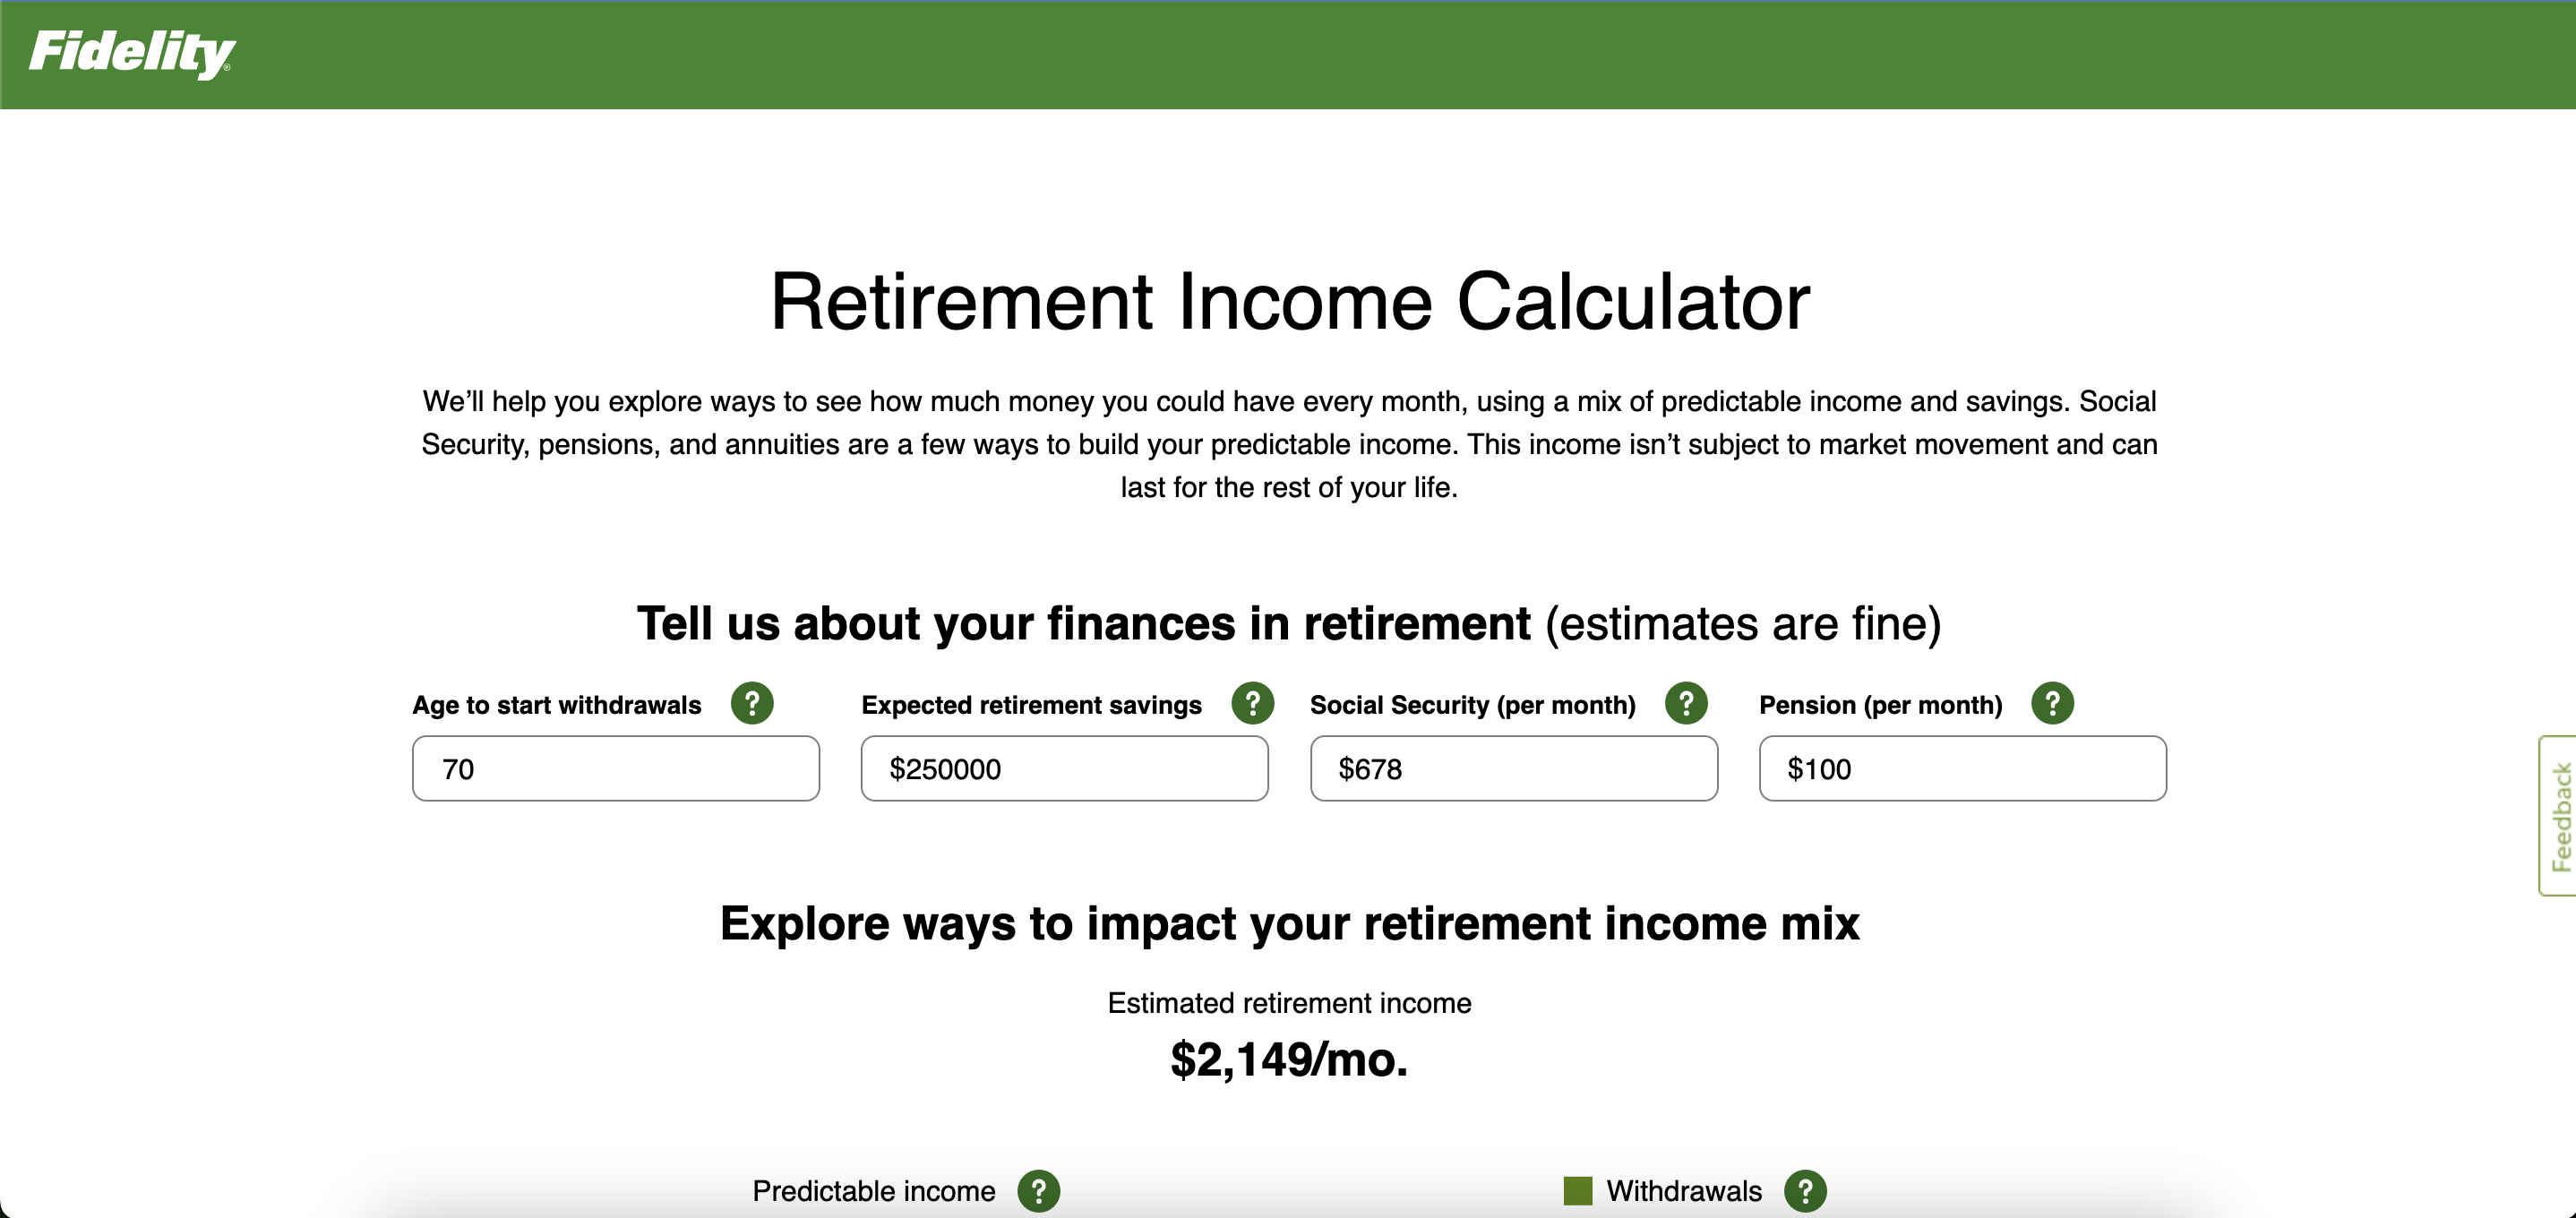 Fidelity®
Retirement Income Calculator
We’ll help you explore ways to see how much money you could have every month, using a mix of predictable income and savings. Social
Security, pensions, and annuities are a few ways to build your predictable income. This income isn’t subject to market movement and can
last for the rest of your life.
Tell us about your finances in retirement (estimates are fine)
Age to start withdrawals ? Expected retirement savings ? Social Security (per month) ? Pension (per month) ?
70 $250000 $678 $100
Feedback
Explore ways to impact your retirement income mix
Estimated retirement income
$2,149/mo.
Predictable income ? Withdrawals ?